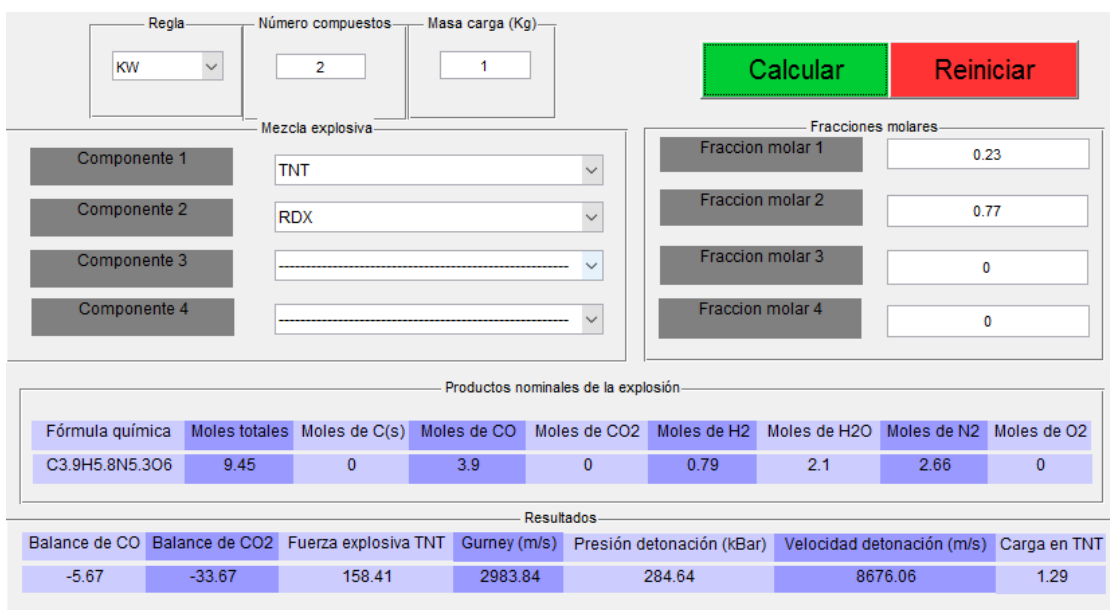 Regla
Número compuestos
Masa carga (Kg)
KW
2
1
Calcular
Reiniciar
Mezcla explosiva
Fracciones molares
Componente 1
TNT
Fraccion molar 1
0.23
Componente 2
RDX
Fraccion molar 2
0.77
Componente 3
------------------------------------------------------
Fraccion molar 3
0
Componente 4
------------------------------------------------------
Fraccion molar 4
0
Productos nominales de la explosión
Fórmula química Moles totales Moles de C(s) Moles de CO Moles de CO2 Moles de H2 Moles de H2O Moles de N2 Moles de O2
C3.9H5.8N5.3O6 9.45 0 3.9 0 0.79 2.1 2.66 0
Resultados
Balance de CO Balance de CO2 Fuerza explosiva TNT Gurney (m/s) Presión detonación (kBar) Velocidad detonación (m/s) Carga en TNT
-5.67 -33.67 158.41 2983.84 284.64 8676.06 1.29